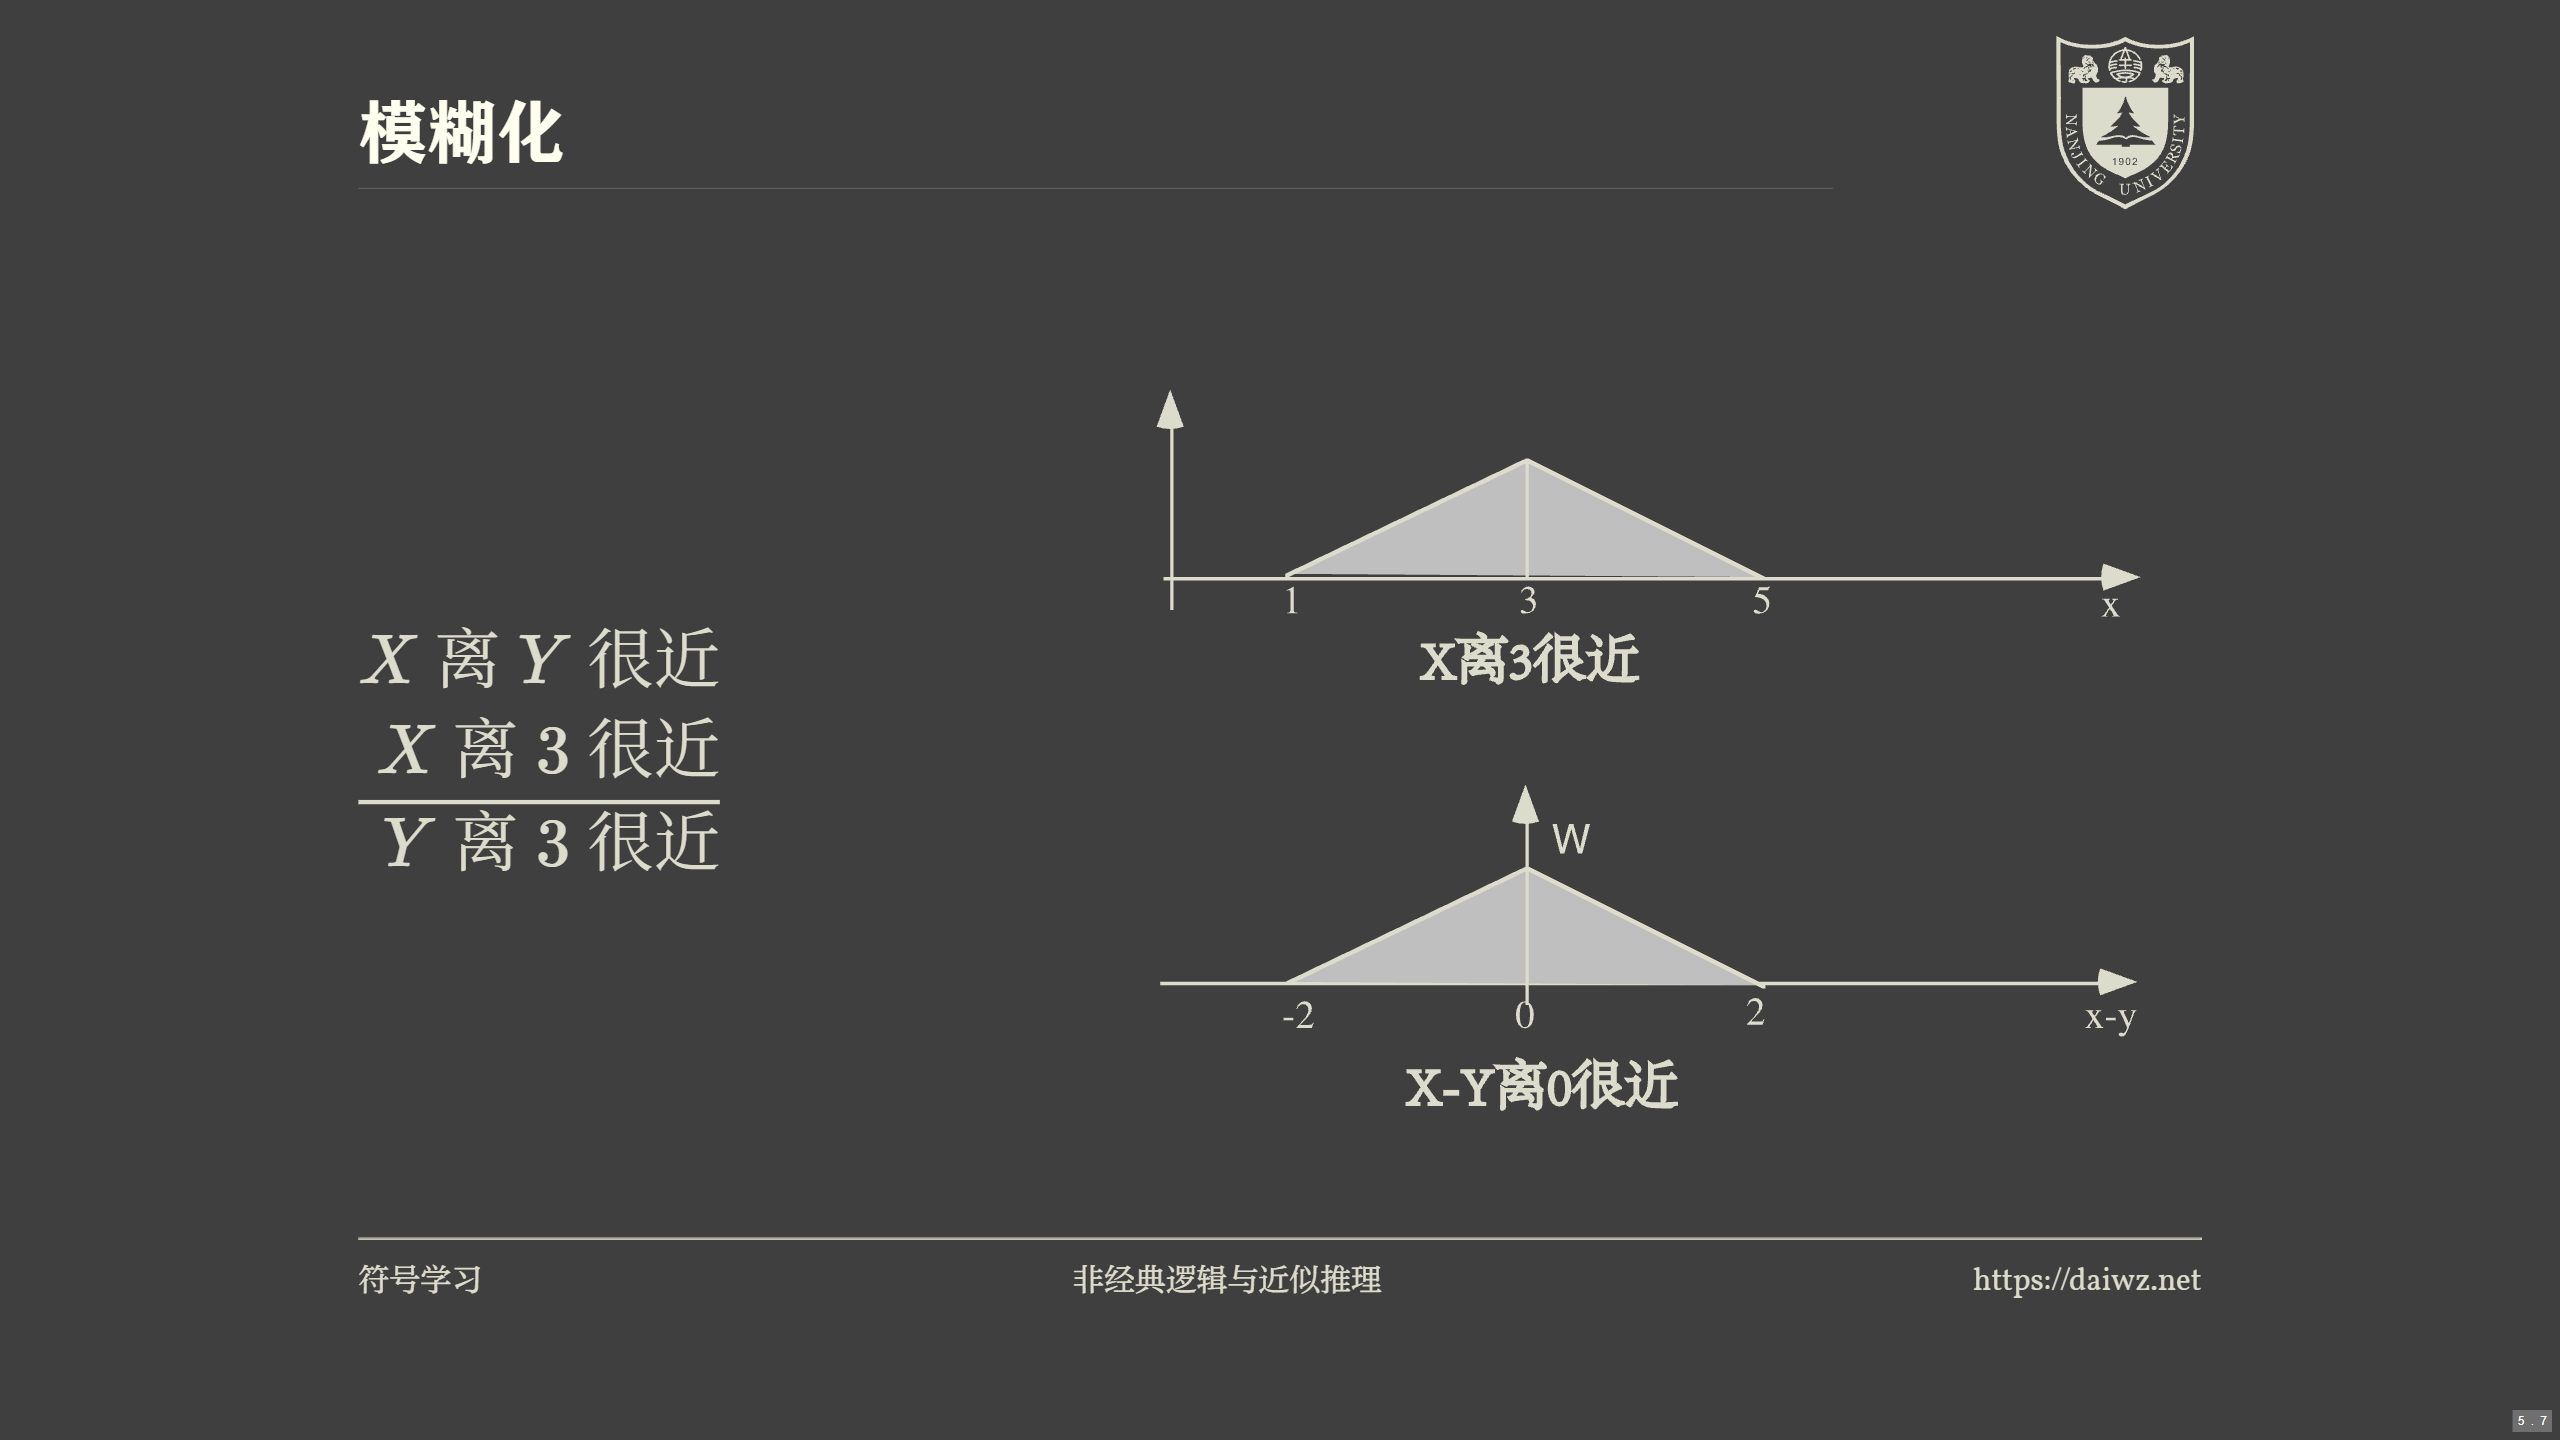 模糊化
NANJING UNIVERSITY
1902
X 离 Y 很近
X 离 3 很近
Y 离 3 很近
1 3 5 x
X离3很近
W
-2 0 2 x-y
X-Y离0很近
符号学习 非经典逻辑与近似推理 https://daiwz.net
5 . 7